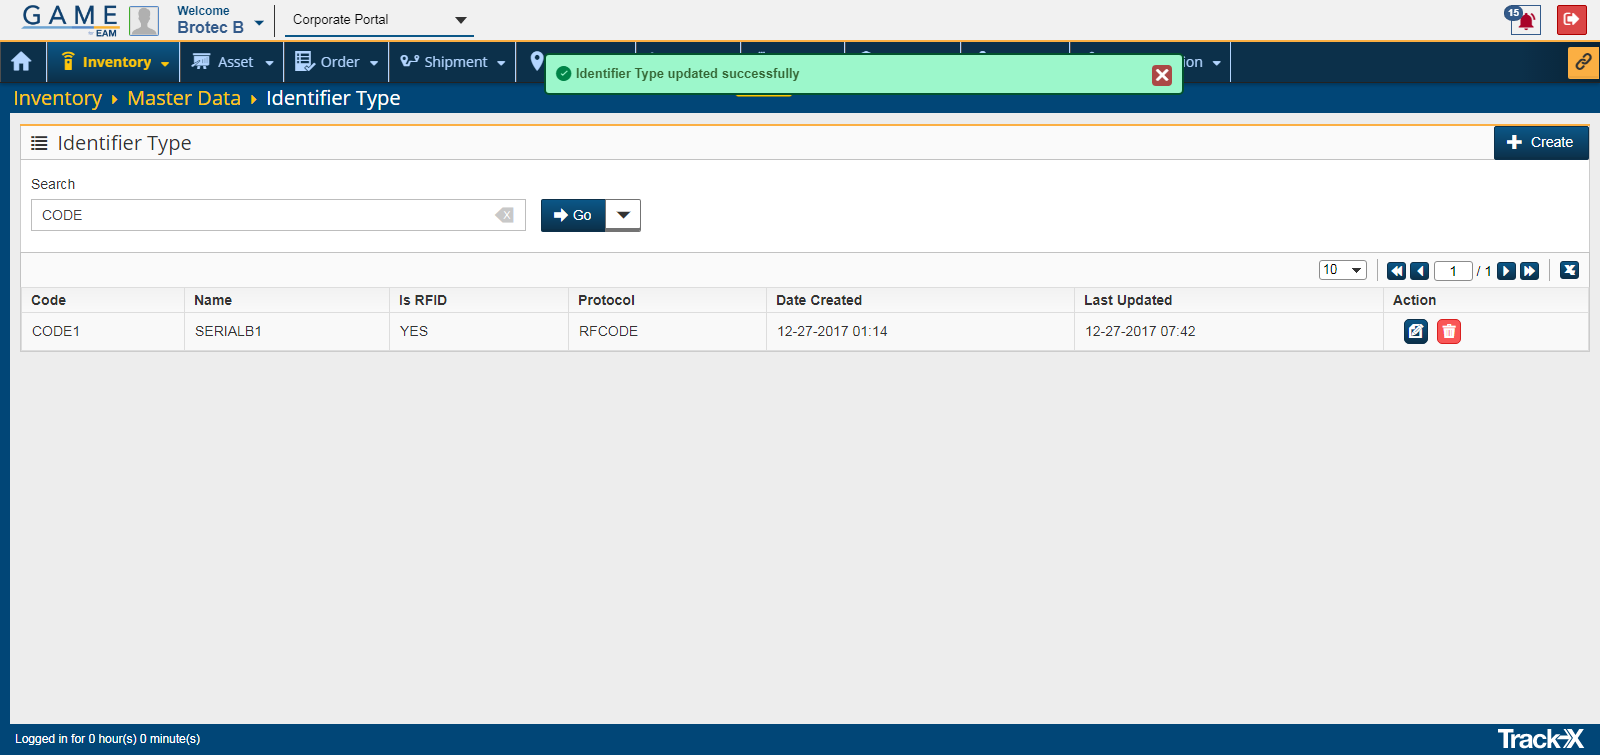 GAME
by EAM
Welcome
Brotec B
Corporate Portal
15
Inventory
Asset
Order
Shipment
ion
Identifier Type updated successfully
Inventory Master Data Identifier Type
Identifier Type
Create
Search
CODE
Go
10
1 / 1
Code Name Is RFID Protocol Date Created Last Updated Action
CODE1 SERIALB1 YES RFCODE 12-27-2017 01:14 12-27-2017 07:42
Logged in for 0 hour(s) 0 minute(s)
Track-X